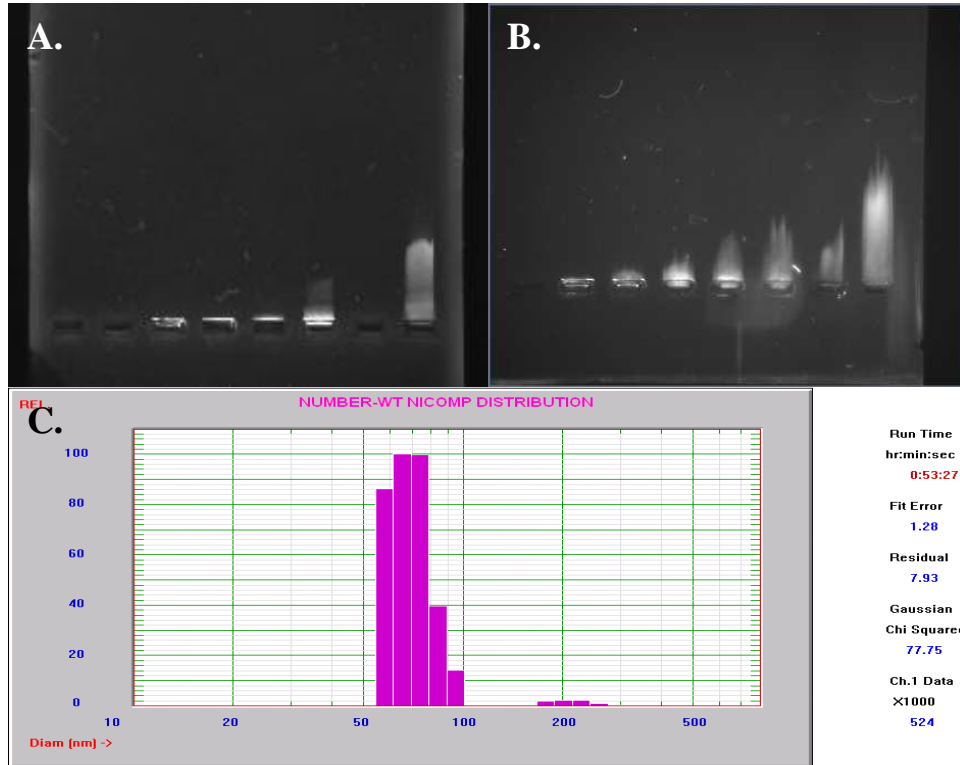 A.
B.
REL.
C.
NUMBER-WT NICOMP DISTRIBUTION
100
80
60
40
20
0
10 20 50 100 200 500
Diam (nm) ->
Run Time
hr:min:sec
0:53:27
Fit Error
1.28
Residual
7.93
Gaussian
Chi Squared
77.75
Ch.1 Data
X1000
524